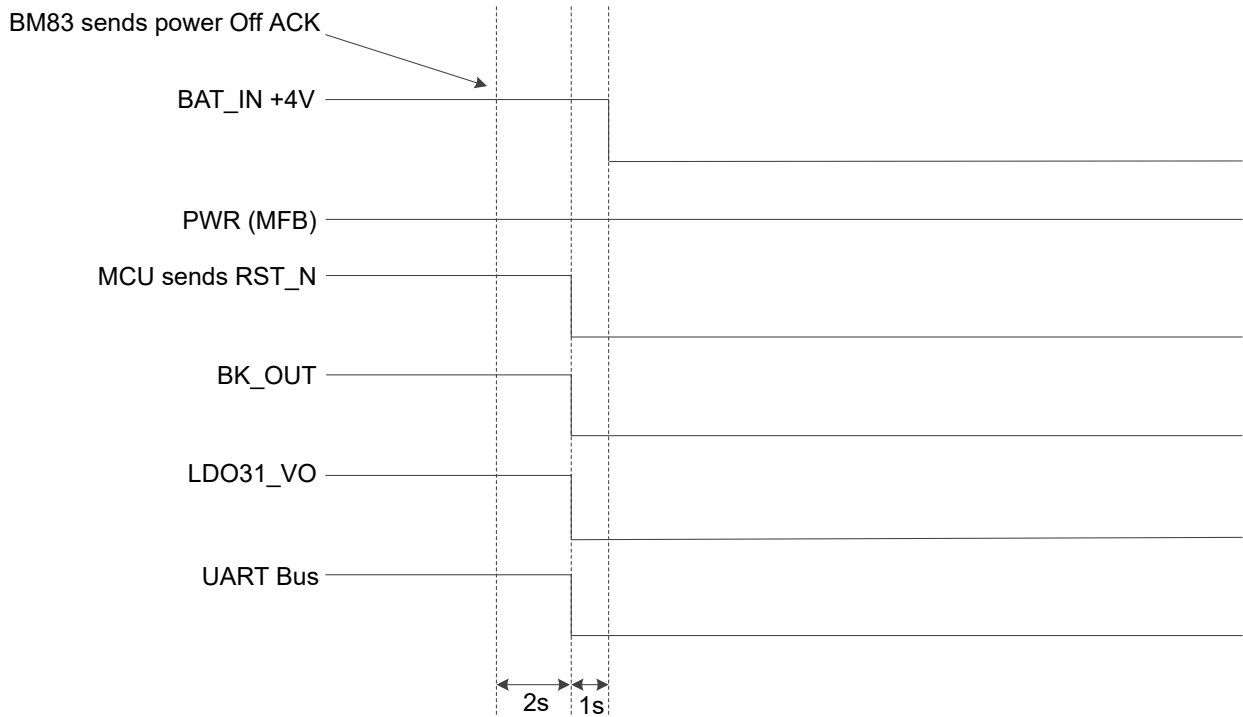 BM83 sends power Off ACK
BAT_IN +4V
PWR (MFB)
MCU sends RST_N
BK_OUT
LDO31_VO
UART Bus
2s
1s